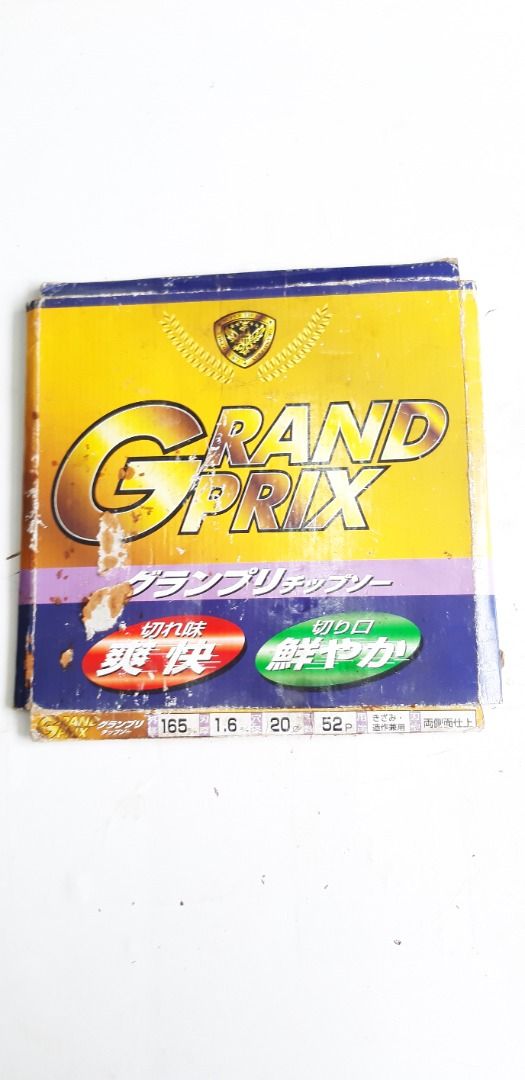 GRAND
PRIX
グランプリチップソー
切れ味
爽快
切り口
鮮やか
GRAND PRIX グランプリ チップソー 165 1.6 20 52P きざみ・造作兼用 両側面仕上